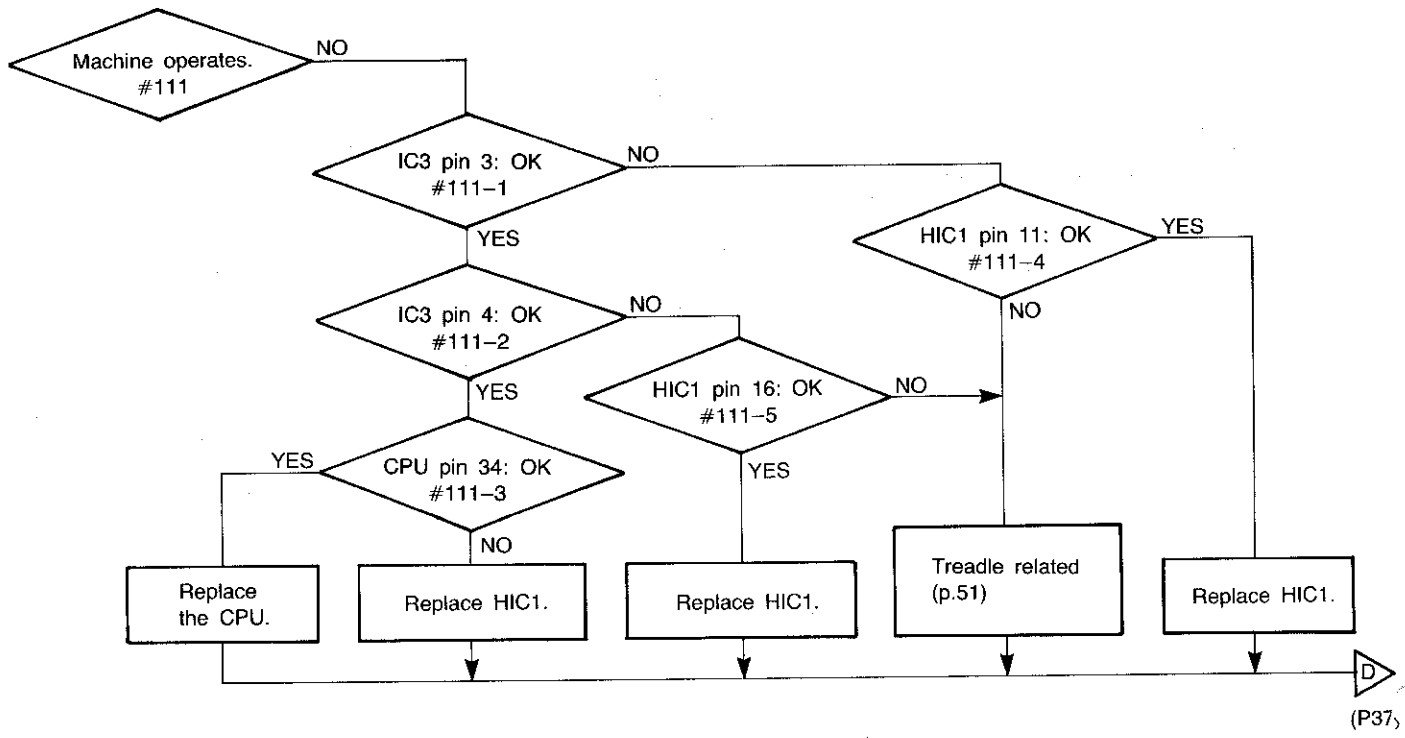 Machine operates.
#111
NO
IC3 pin 3: OK
#111-1
NO
YES
HIC1 pin 11: OK
#111-4
YES
NO
IC3 pin 4: OK
#111-2
NO
YES
HIC1 pin 16: OK
#111-5
NO
YES
CPU pin 34: OK
#111-3
YES
NO
Replace
the CPU.
Replace HIC1.
Replace HIC1.
Treadle related
(p.51)
Replace HIC1.
D
(P37)